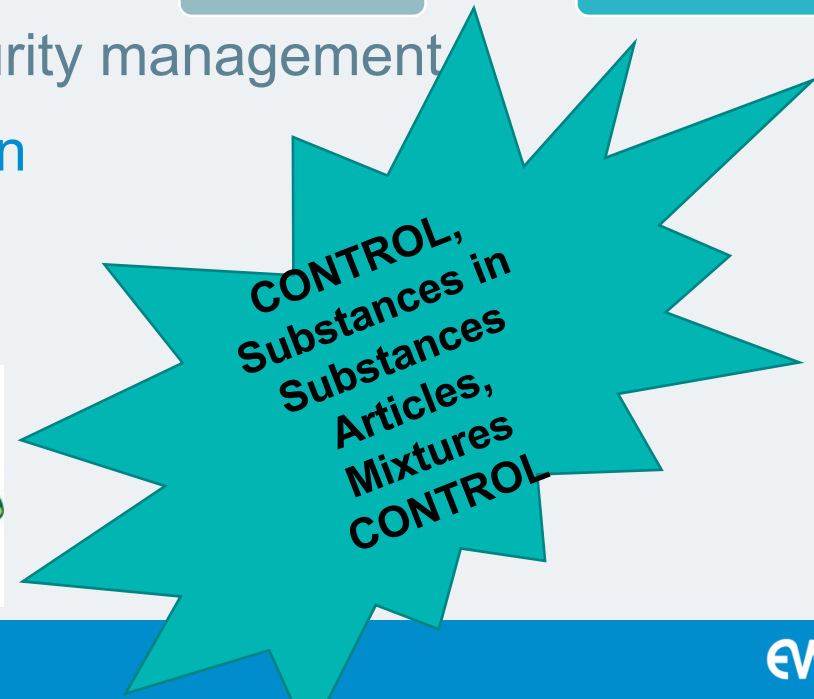 rity management
n
CONTROL,
Substances in
Substances
Articles,
Mixtures
CONTROL